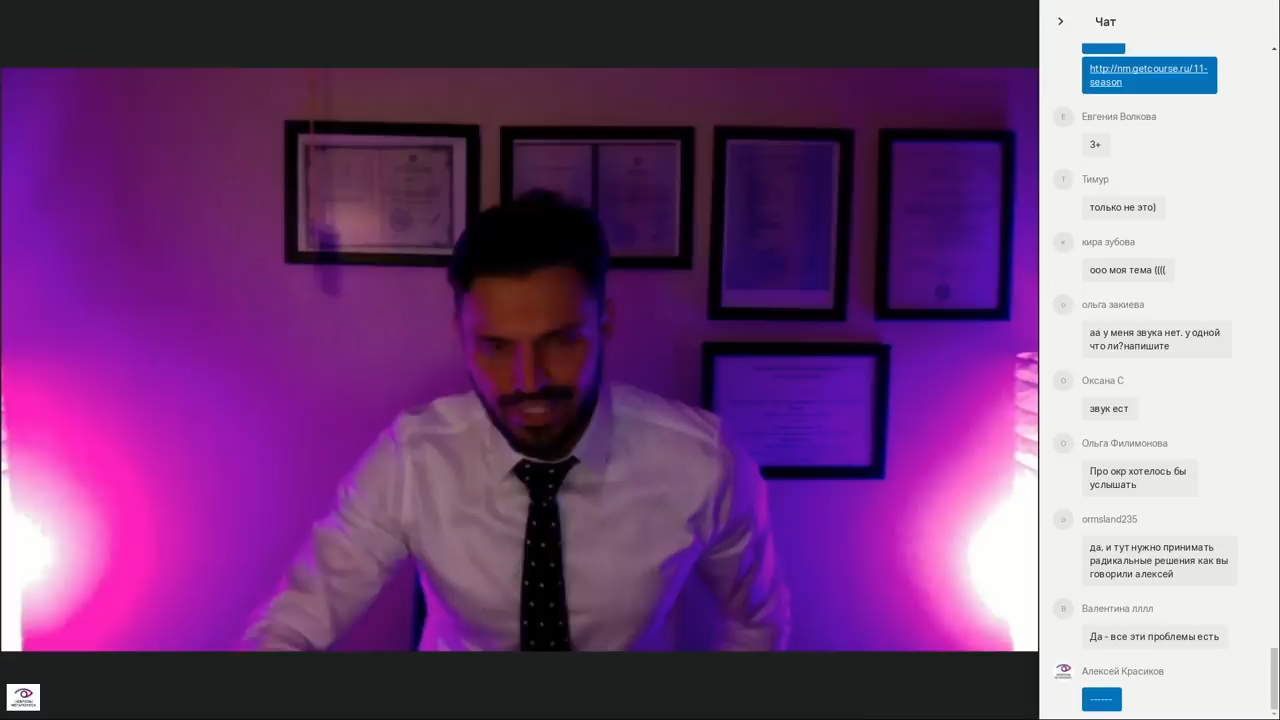 Чат
http://nm.getcourse.ru/11-
season
Евгения Волкова
3+
Тимур
только не это)
кира зубова
ооо моя тема ((((
ольга закиева
аа у меня звука нет. у одной
что ли?напишите
Оксана С
звук ест
Ольга Филимонова
Про окр хотелось бы
услышать
ormsland235
да, и тут нужно принимать
радикальные решения как вы
говорили алексей
Валентина лллл
Да - все эти проблемы есть
Алексей Красиков
------